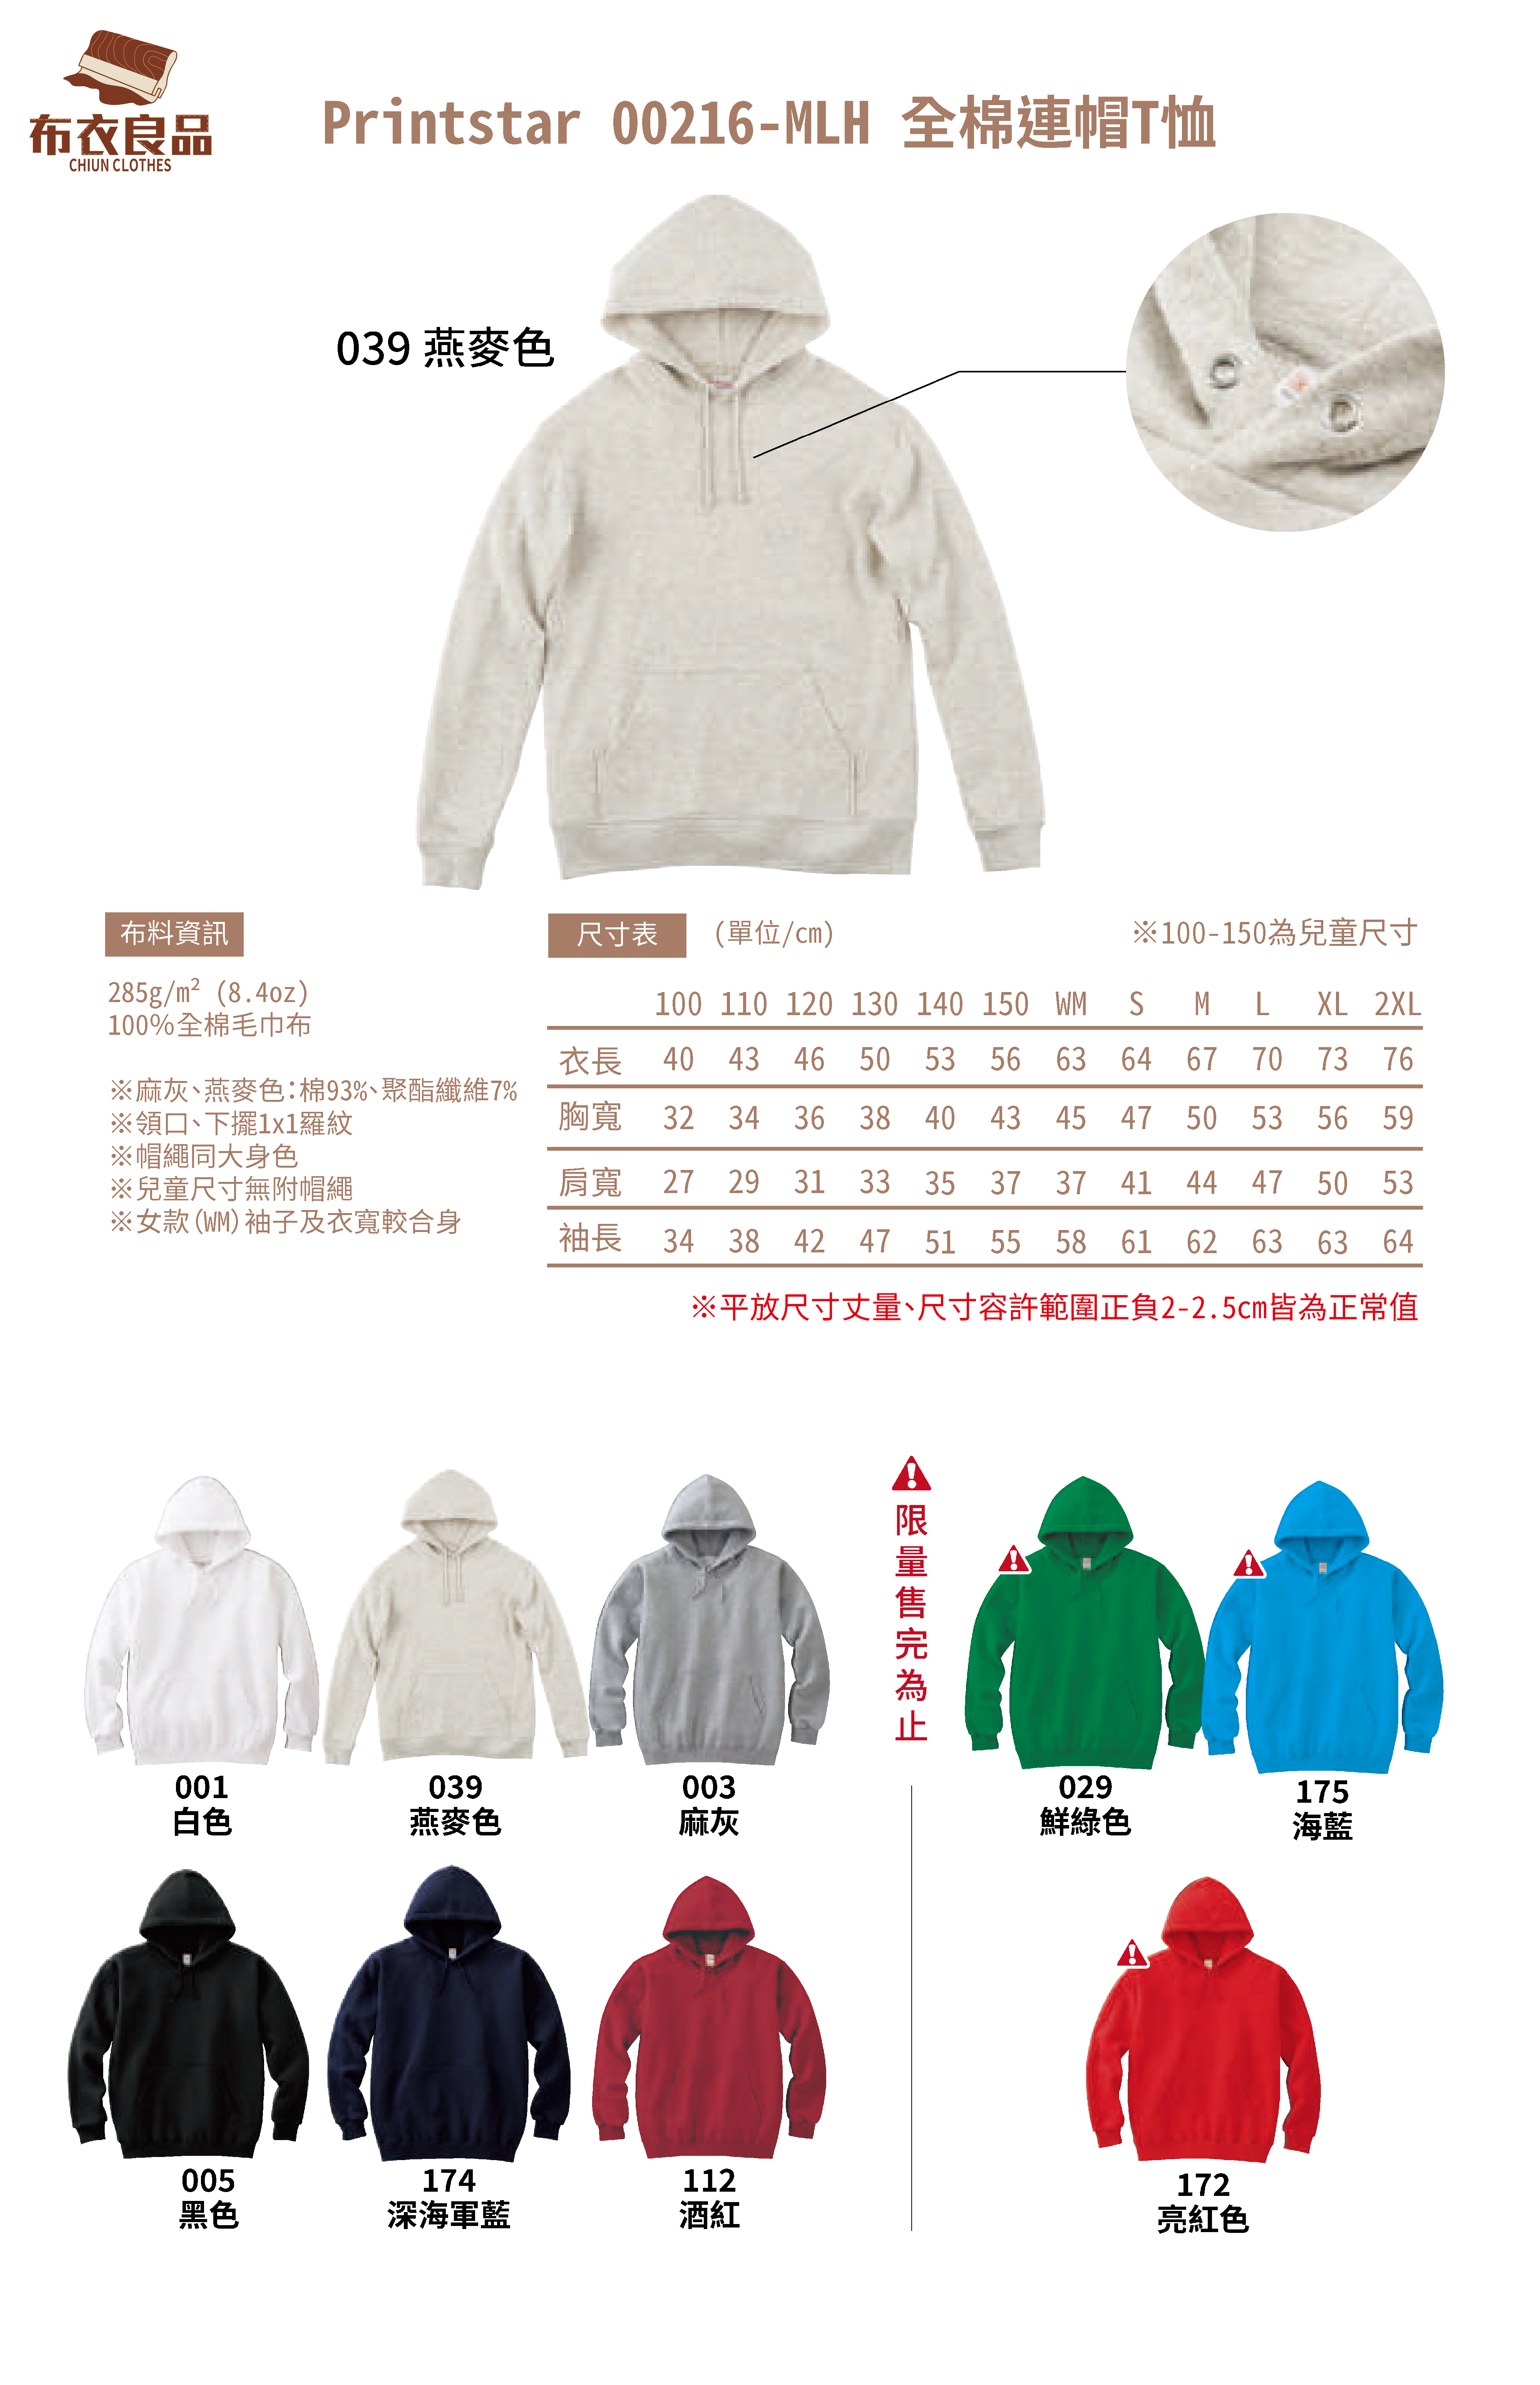 布衣良品
CHIUN CLOTHES
Printstar 00216-MLH 全棉連帽T恤
039 燕麥色
布料資訊
285g/m² (8.4oz)
100%全棉毛巾布
※麻灰、燕麥色:棉93%、聚酯纖維7%
※領口、下擺1x1羅紋
※帽繩同大身色
※兒童尺寸無附帽繩
※女款(WM)袖子及衣寬較合身
尺寸表 (單位/cm) ※100-150為兒童尺寸
100 110 120 130 140 150 WM S M L XL 2XL
衣長 40 43 46 50 53 56 63 64 67 70 73 76
胸寬 32 34 36 38 40 43 45 47 50 53 56 59
肩寬 27 29 31 33 35 37 37 41 44 47 50 53
袖長 34 38 42 47 51 55 58 61 62 63 63 64
※平放尺寸丈量、尺寸容許範圍正負2-2.5cm皆為正常值
001
白色
039
燕麥色
003
麻灰
005
黑色
174
深海軍藍
112
酒紅
限量售完為止
029
鮮綠色
175
海藍
172
亮紅色